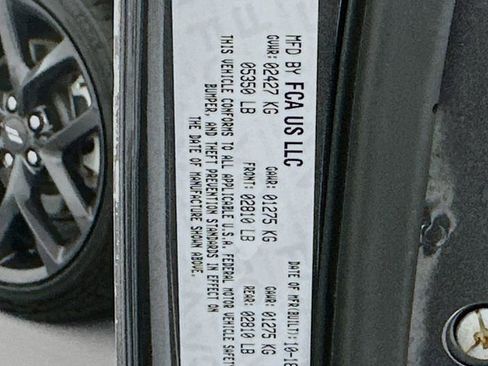 MFD BY FCA US LLC DATE OF MFR(BUILT): 10-18
GVWR: 02427 KG GAWR: 01275 KG GAWR: 01275 KG
05350 LB FRONT: 02810 LB REAR: 02810 LB
THIS VEHICLE CONFORMS TO ALL APPLICABLE U.S.A. FEDERAL MOTOR VEHICLE SAFETY
BUMPER, AND THEFT PREVENTION STANDARDS IN EFFECT ON
THE DATE OF MANUFACTURE SHOWN ABOVE.